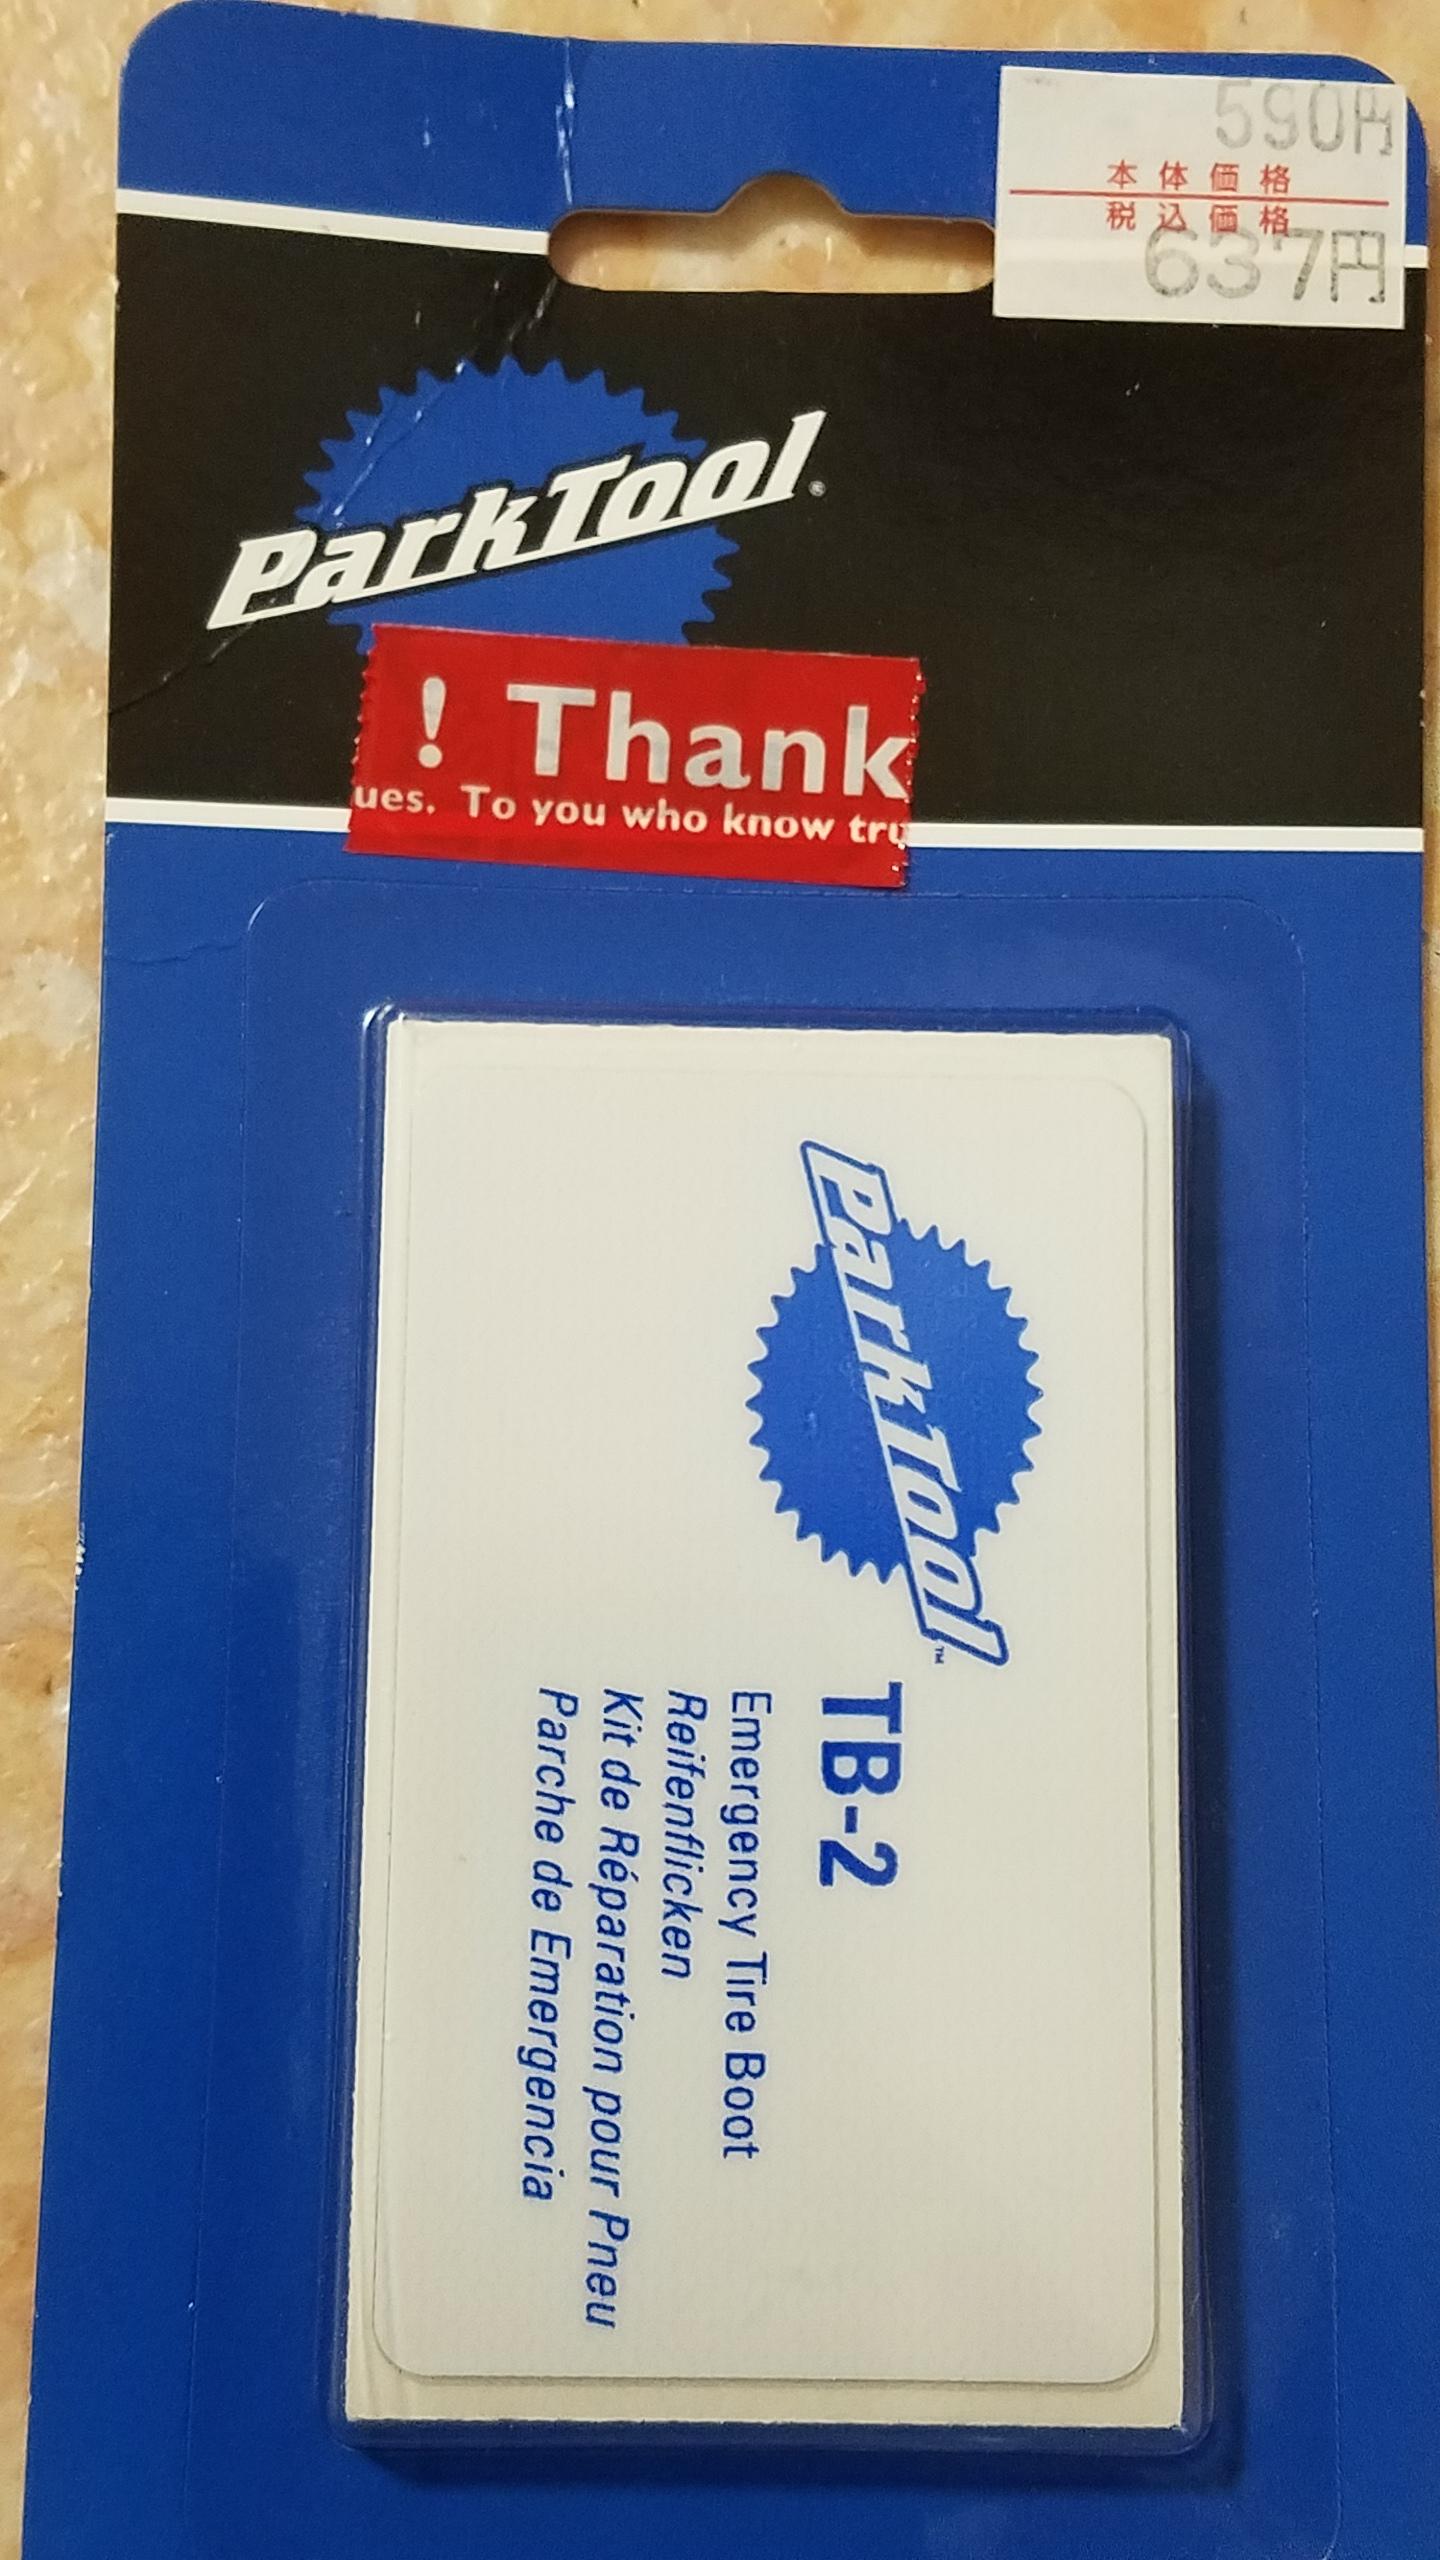 590円
本体価格
税込価格
637円
ParkTool®
! Thank
ues. To you who know tru
ParkTool™
TB-2
Emergency Tire Boot
Reifenflicken
Kit de Réparation pour Pneu
Parche de Emergencia